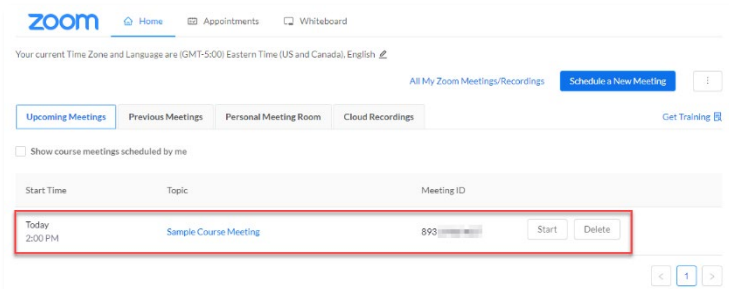 zoom Home Appointments Whiteboard
Your current Time Zone and Language are (GMT-5:00) Eastern Time (US and Canada), English
All My Zoom Meetings/Recordings Schedule a New Meeting
Upcoming Meetings Previous Meetings Personal Meeting Room Cloud Recordings Get Training
Show course meetings scheduled by me
Start Time Topic Meeting ID
Today
2:00 PM Sample Course Meeting 893 Start Delete
< 1 >